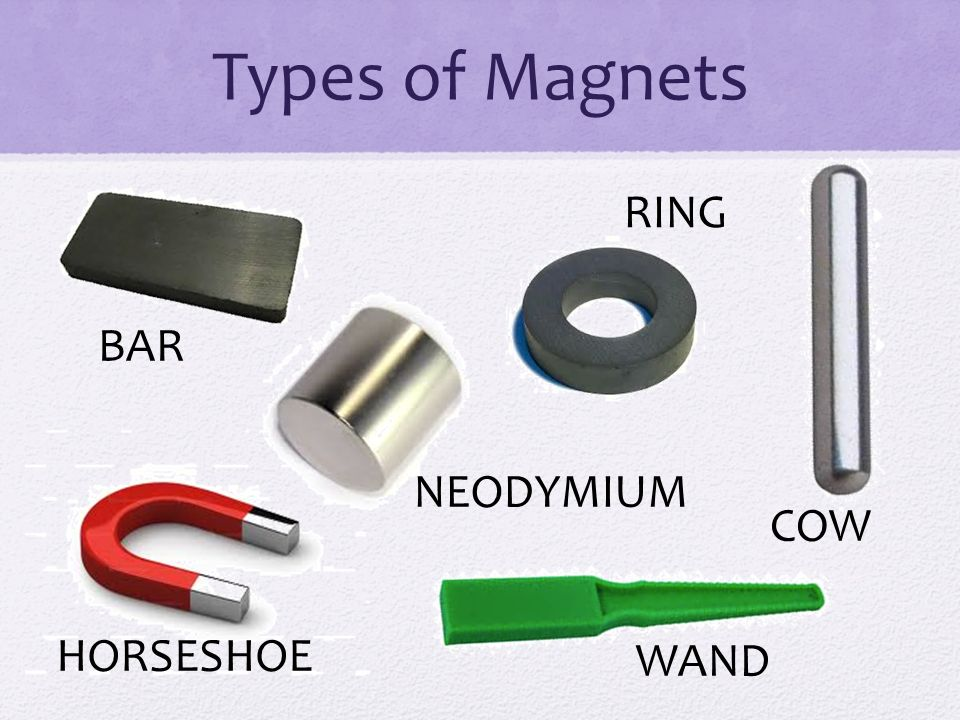 Types of Magnets
RING
BAR
NEODYMIUM
COW
HORSESHOE
WAND